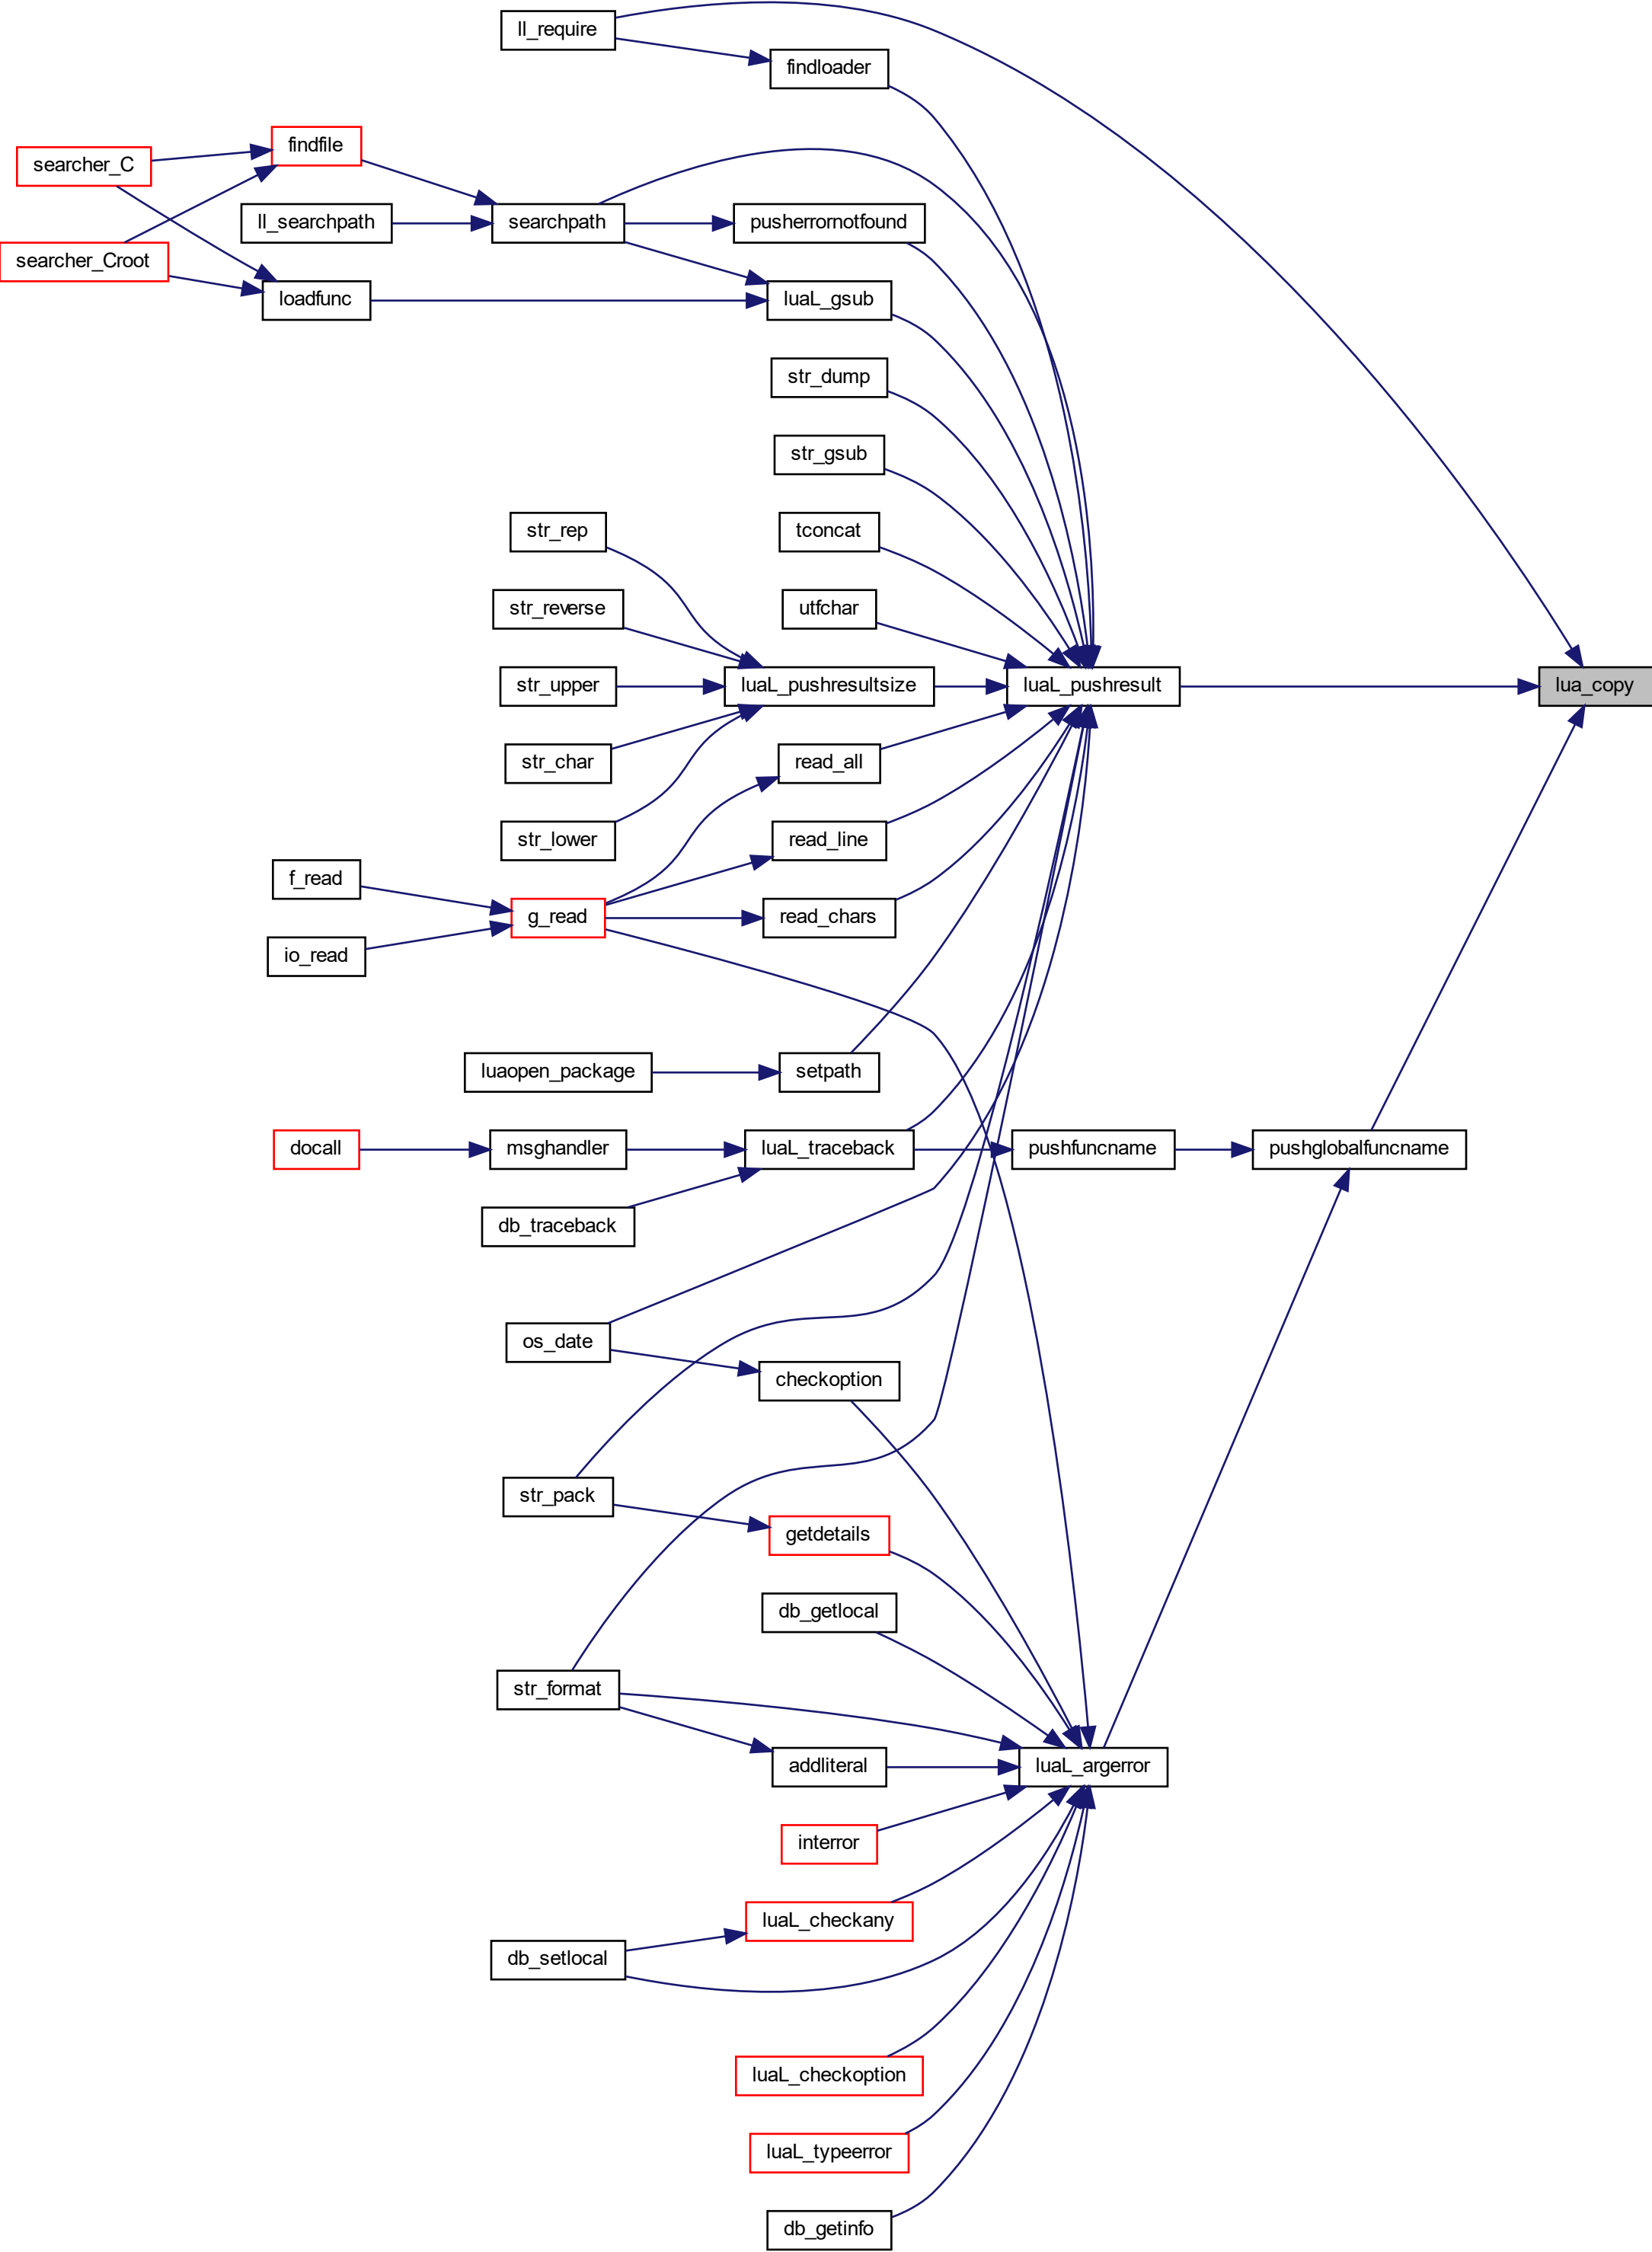 ll_require
findloader
findfile
searcher_C
ll_searchpath
searchpath
pusherrornotfound
searcher_Croot
loadfunc
luaL_gsub
str_dump
str_gsub
str_rep
tconcat
str_reverse
utfchar
str_upper
luaL_pushresultsize
luaL_pushresult
lua_copy
str_char
read_all
str_lower
read_line
f_read
g_read
read_chars
io_read
luaopen_package
setpath
docall
msghandler
luaL_traceback
pushfuncname
pushglobalfuncname
db_traceback
os_date
checkoption
str_pack
getdetails
db_getlocal
str_format
addliteral
luaL_argerror
interror
luaL_checkany
db_setlocal
luaL_checkoption
luaL_typeerror
db_getinfo